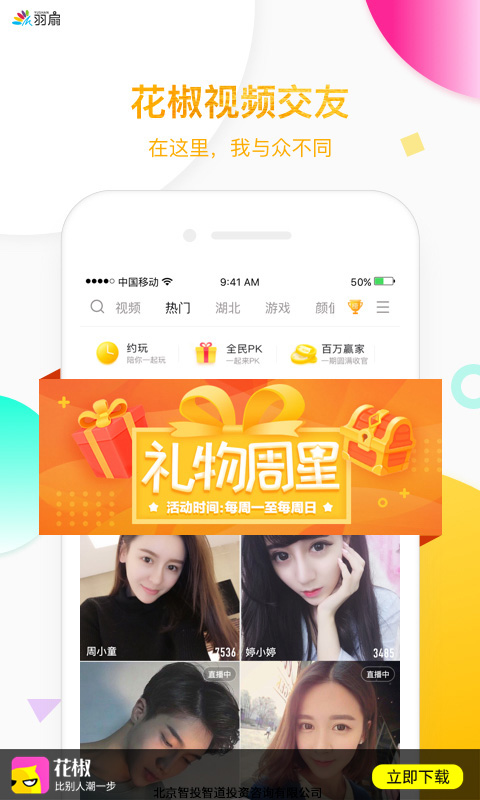 羽扇
花椒视频交友
在这里，我与众不同
中国移动 9:41 AM 50%
视频 热门 湖北 游戏 颜值
约玩 全民PK 百万赢家
陪你一起玩 一起来PK 一期圆满收官
礼物周星
活动时间:每周一至每周日
周小童 7536 婷小婷 3485
直播中 直播中
花椒
比别人潮一步
立即下载
北京智投智道投资咨询有限公司